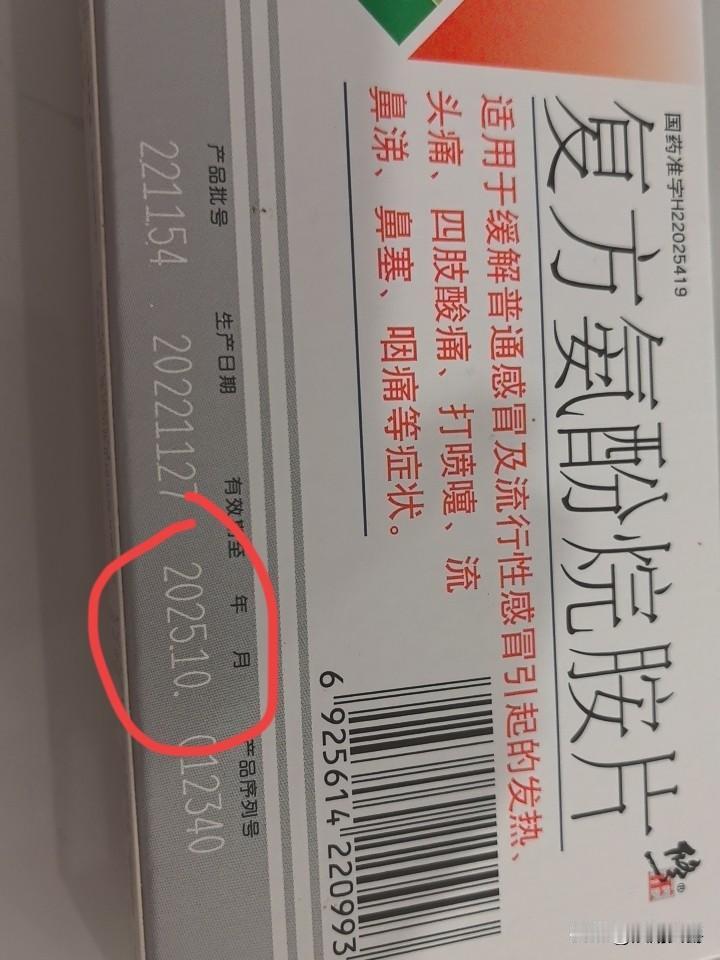 国药准字H22025419
复方氨酚烷胺片
修正®
适用于缓解普通感冒及流行性感冒引起的发热、
头痛、四肢酸痛、打喷嚏、流
鼻涕、鼻塞、咽痛等症状。
6 925614 220993
产品批号 生产日期 有效期至 年 月 产品序列号
221154 20221127 2025.10. 012340